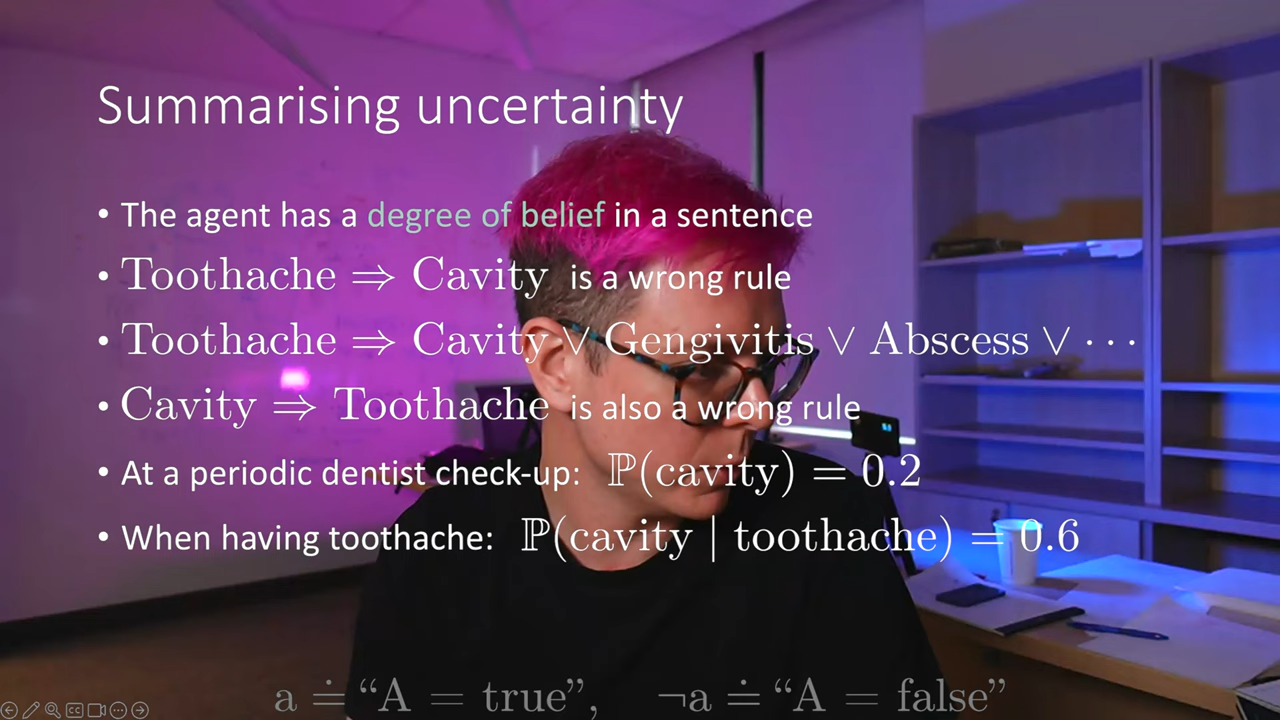 Summarising uncertainty
• The agent has a degree of belief in a sentence
• Toothache ⇒ Cavity is a wrong rule
• Toothache ⇒ Cavity ∨ Gengivitis ∨ Abscess ∨ ⋯
• Cavity ⇒ Toothache is also a wrong rule
• At a periodic dentist check-up: ℙ(cavity) = 0.2
• When having toothache: ℙ(cavity | toothache) = 0.6
a ≐ “A = true”, ¬a ≐ “A = false”